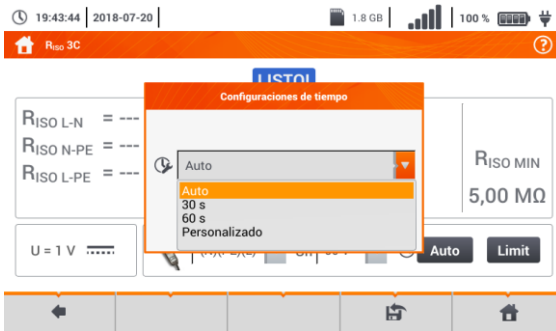 19:43:44 2018-07-20 1.8 GB 100 %
RISO 3C ?
LISTO!
Configuraciones de tiempo
RISO L-N = ---
RISO N-PE = ---
RISO L-PE = ---
Auto
Auto
30 s
60 s
Personalizado
RISO MIN
5,00 MΩ
U = 1 V
Auto Limit